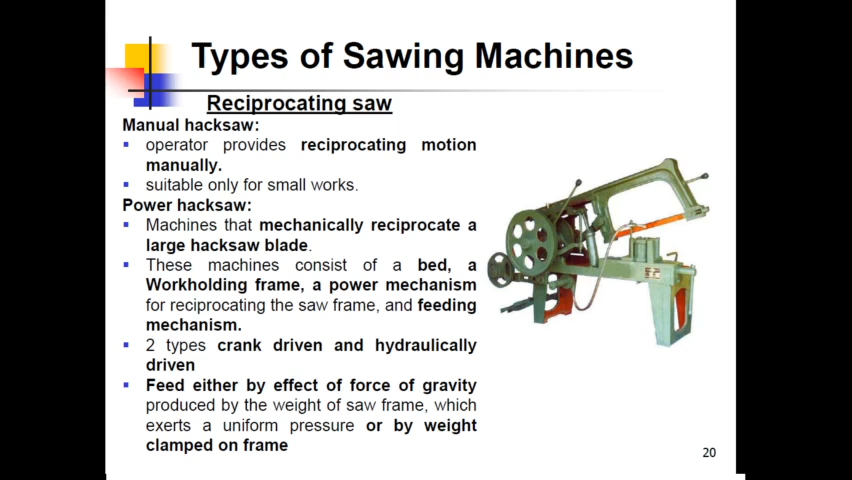 Types of Sawing Machines
Reciprocating saw
Manual hacksaw:
▪ operator provides reciprocating motion
manually.
▪ suitable only for small works.
Power hacksaw:
▪ Machines that mechanically reciprocate a
large hacksaw blade.
▪ These machines consist of a bed, a
Workholding frame, a power mechanism
for reciprocating the saw frame, and feeding
mechanism.
▪ 2 types crank driven and hydraulically
driven
▪ Feed either by effect of force of gravity
produced by the weight of saw frame, which
exerts a uniform pressure or by weight
clamped on frame
20